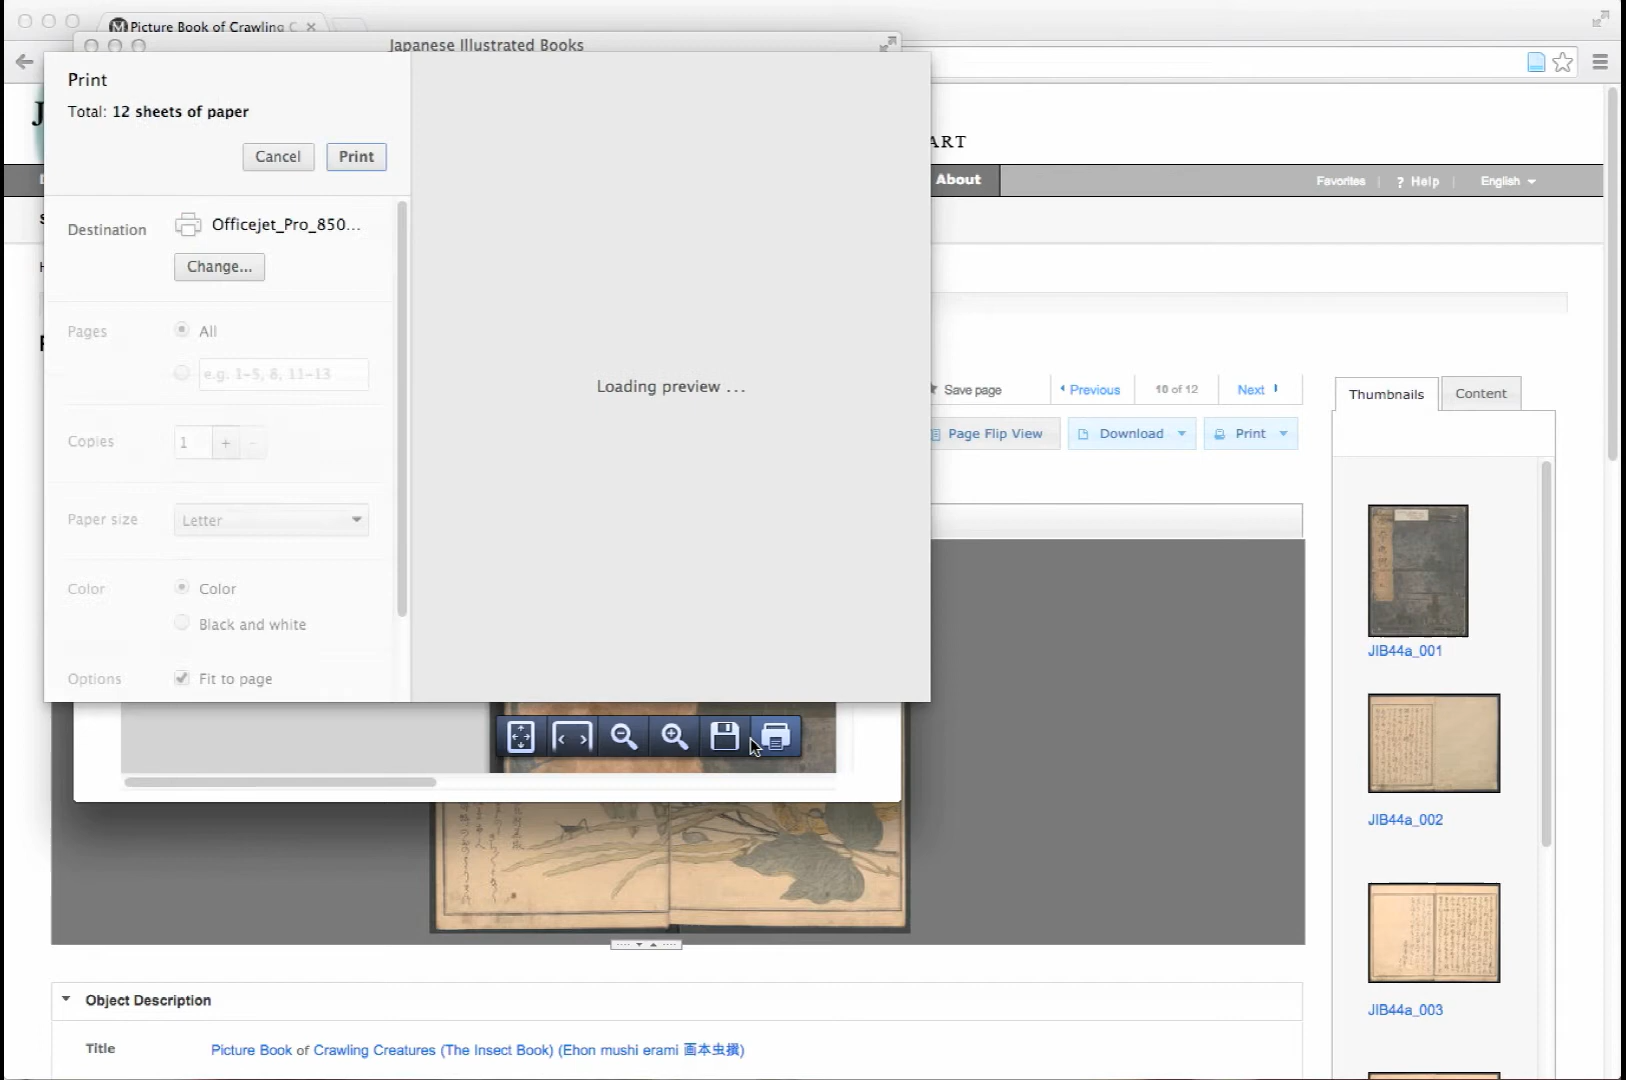 Picture Book of Crawling C
Japanese Illustrated Books
Print
Total: 12 sheets of paper
Cancel
Print
Destination
Officejet_Pro_850...
Change...
Pages
All
e.g. 1-5, 8, 11-13
Copies
1
+
-
Paper size
Letter
Color
Color
Black and white
Options
Fit to page
Loading preview ...
J
ART
About
Favorites
? Help
English
Save page
Previous
10 of 12
Next
Page Flip View
Download
Print
Thumbnails
Content
JIB44a_001
JIB44a_002
JIB44a_003
Object Description
Title
Picture Book of Crawling Creatures (The Insect Book) (Ehon mushi erami 画本虫撰)